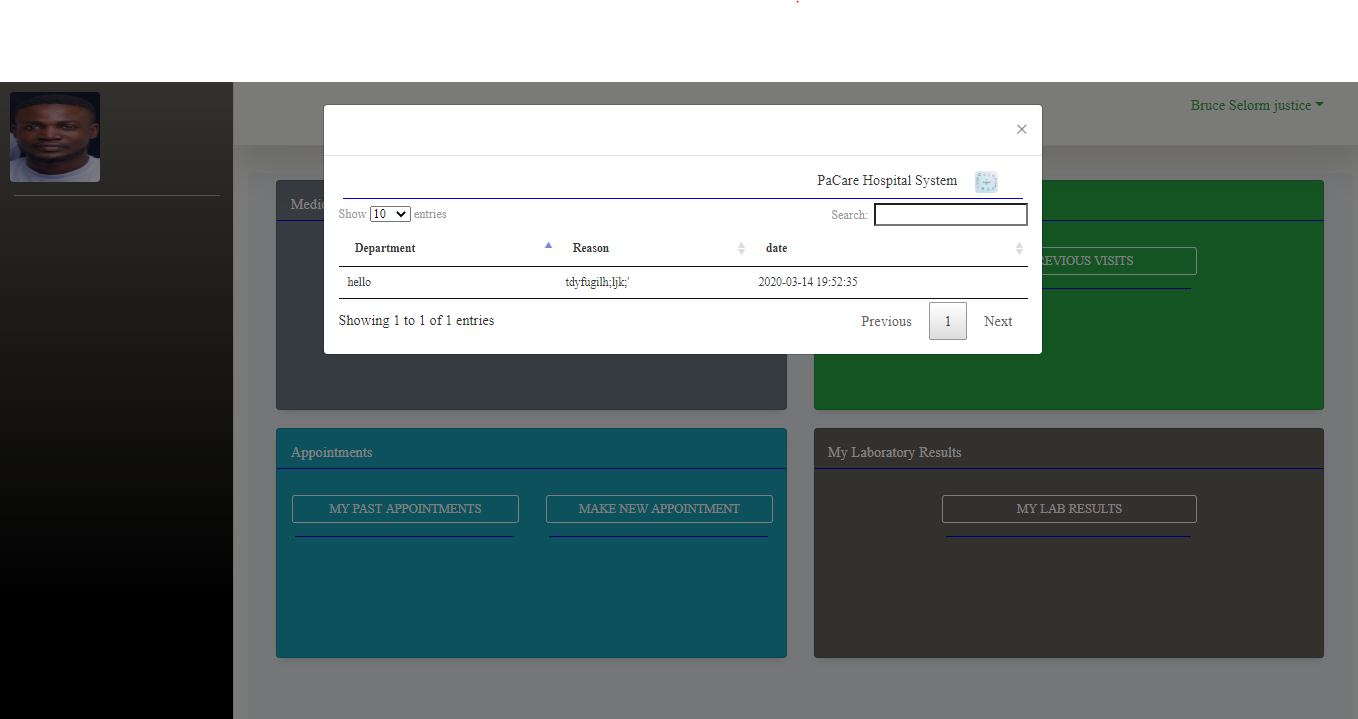 Bruce Selorm justice
×
PaCare Hospital System
Show 10 entries
Search:
Department Reason date
hello tdyfugilh;ljk;' 2020-03-14 19:52:35
Showing 1 to 1 of 1 entries
Previous 1 Next
VISITS
Appointments
MY PAST APPOINTMENTS
MAKE NEW APPOINTMENT
My Laboratory Results
MY LAB RESULTS